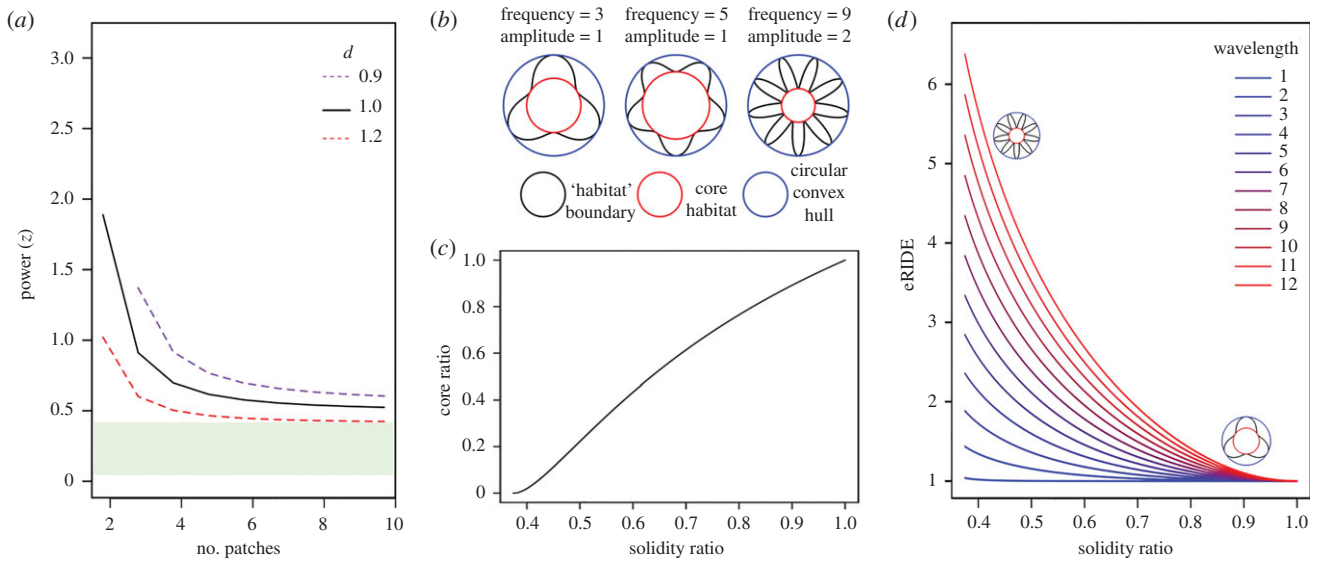 (a)
3.0
2.5
2.0
1.5
1.0
0.5
0
power (z)
d
0.9
1.0
1.2
2 4 6 8 10
no. patches
(b)
frequency = 3 frequency = 5 frequency = 9
amplitude = 1 amplitude = 1 amplitude = 2
‘habitat’
boundary
core
habitat
circular
convex
hull
(c)
1.0
0.8
0.6
0.4
0.2
0
core ratio
0.4 0.5 0.6 0.7 0.8 0.9 1.0
solidity ratio
(d)
6
5
4
3
2
1
eRIDE
wavelength
1
2
3
4
5
6
7
8
9
10
11
12
0.4 0.5 0.6 0.7 0.8 0.9 1.0
solidity ratio